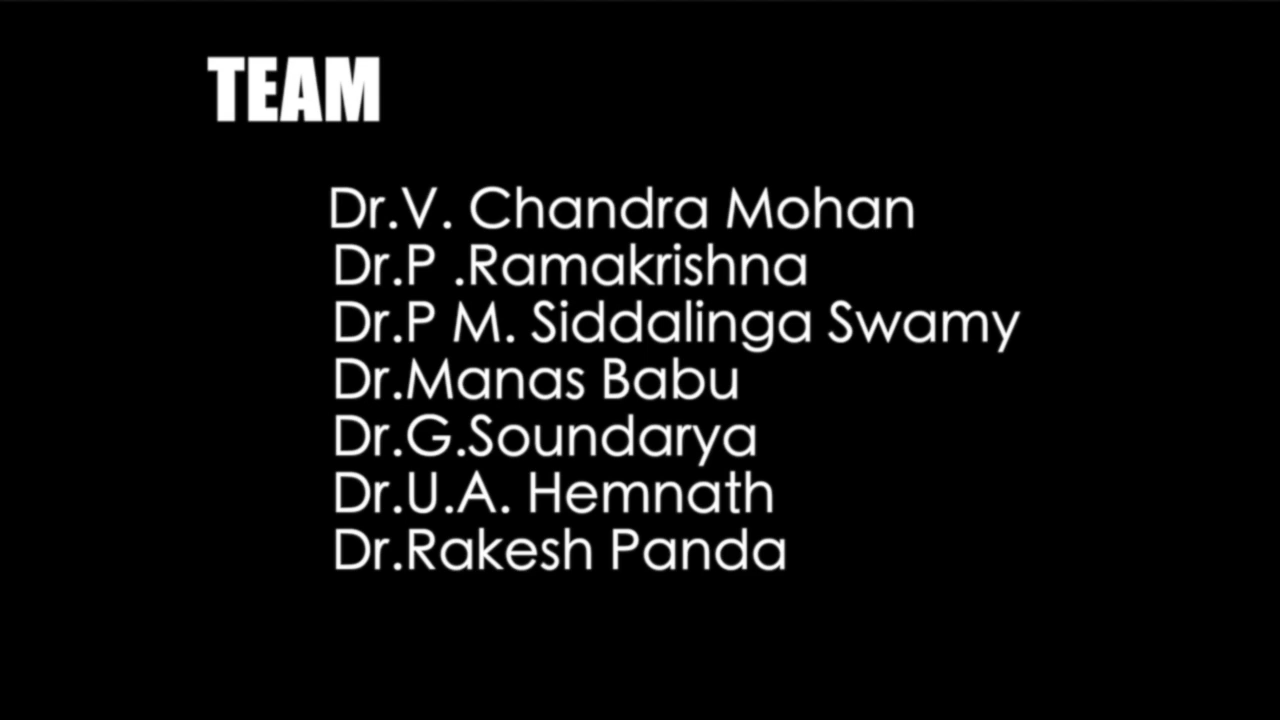 TEAM
Dr.V. Chandra Mohan
Dr.P .Ramakrishna
Dr.P M. Siddalinga Swamy
Dr.Manas Babu
Dr.G.Soundarya
Dr.U.A. Hemnath
Dr.Rakesh Panda